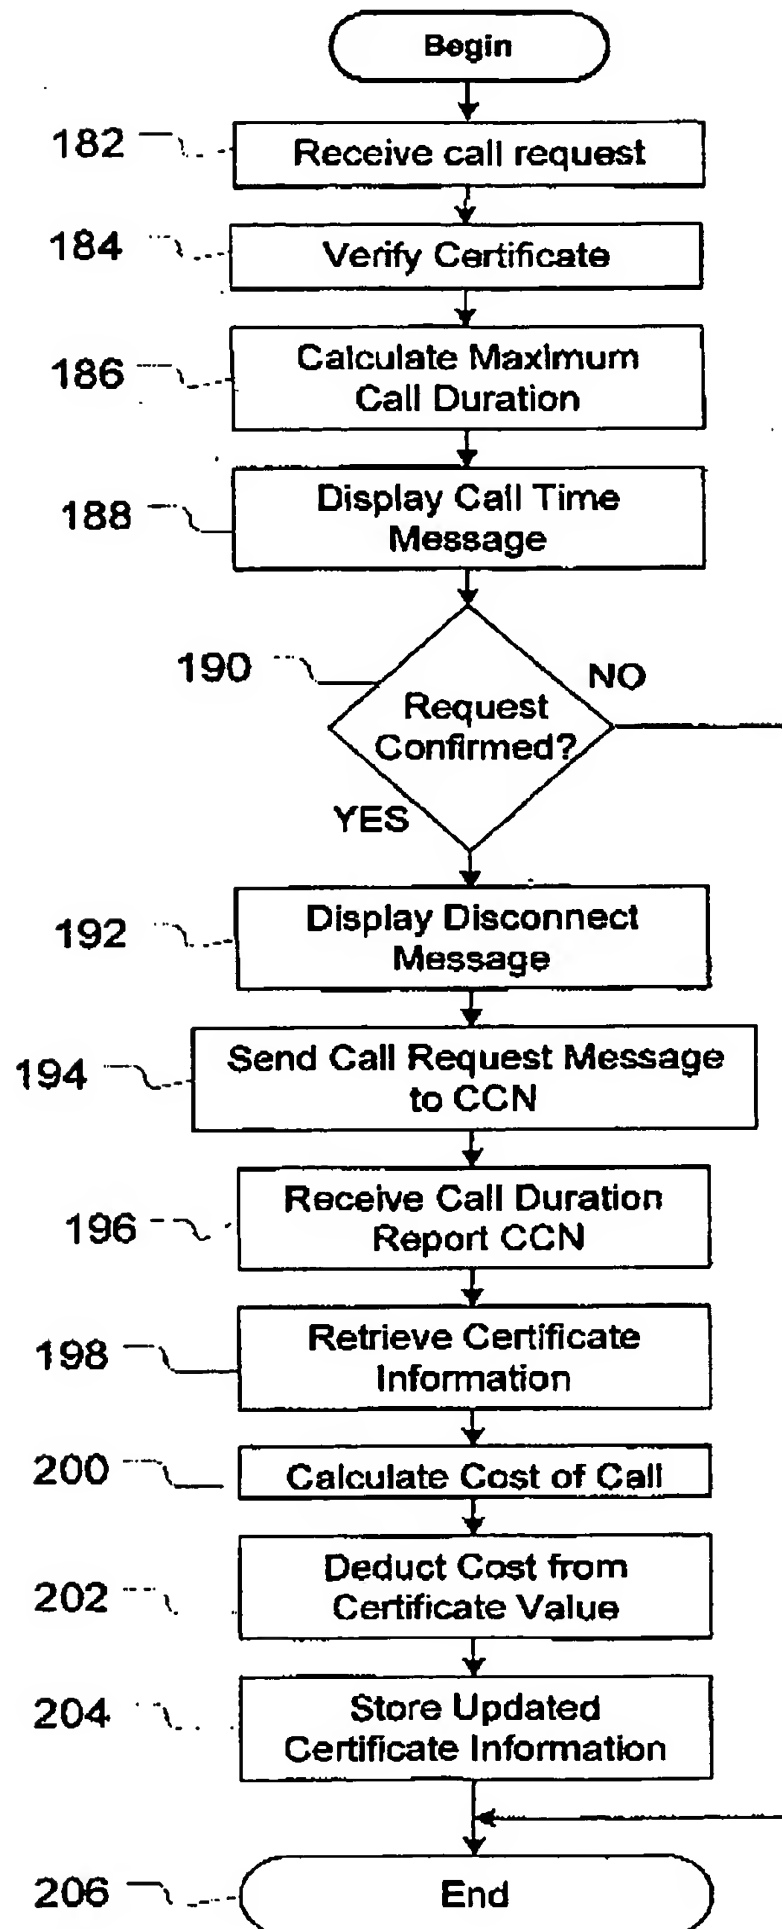 Begin
182
Receive call request
184
Verify Certificate
186
Calculate Maximum
Call Duration
188
Display Call Time
Message
190
NO
Request
Confirmed?
YES
192
Display Disconnect
Message
194
Send Call Request Message
to CCN
196
Receive Call Duration
Report CCN
198
Retrieve Certificate
Information
200
Calculate Cost of Call
202
Deduct Cost from
Certificate Value
204
Store Updated
Certificate Information
206
End